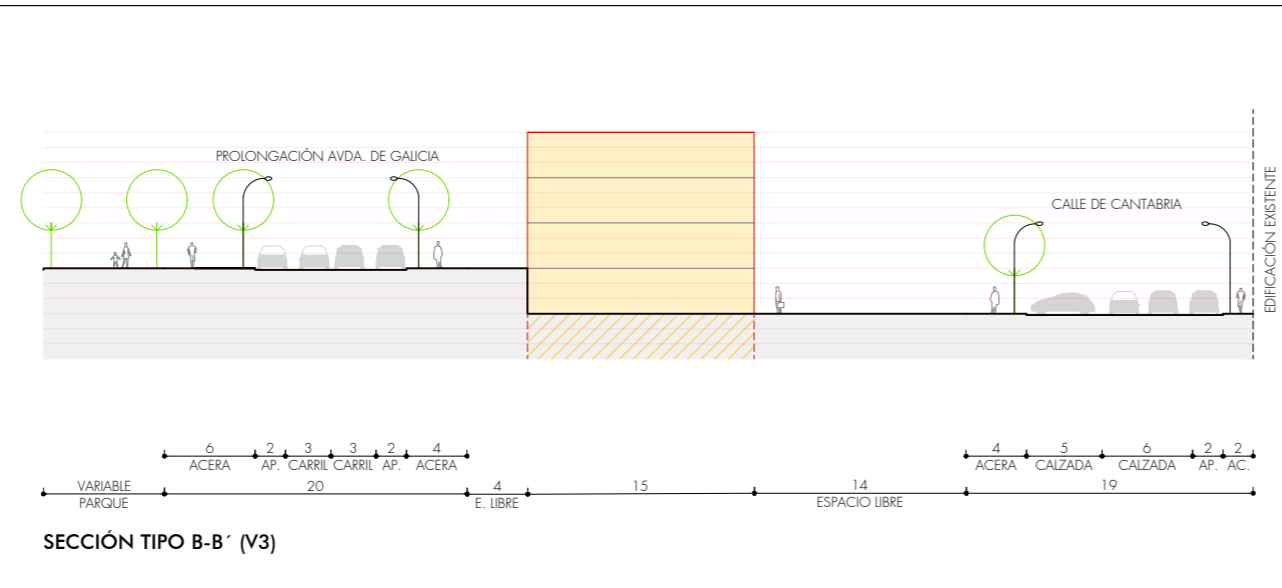 PROLONGACIÓN AVDA. DE GALICIA
CALLE DE CANTABRIA
EDIFICACIÓN EXISTENTE
6 2 3 3 2 4 4 5 6 2 2
ACERA AP. CARRIL CARRIL AP. ACERA ACERA CALZADA CALZADA AP. AC.
VARIABLE 20 4 15 14 19
PARQUE E. LIBRE ESPACIO LIBRE
SECCIÓN TIPO B-B´ (V3)